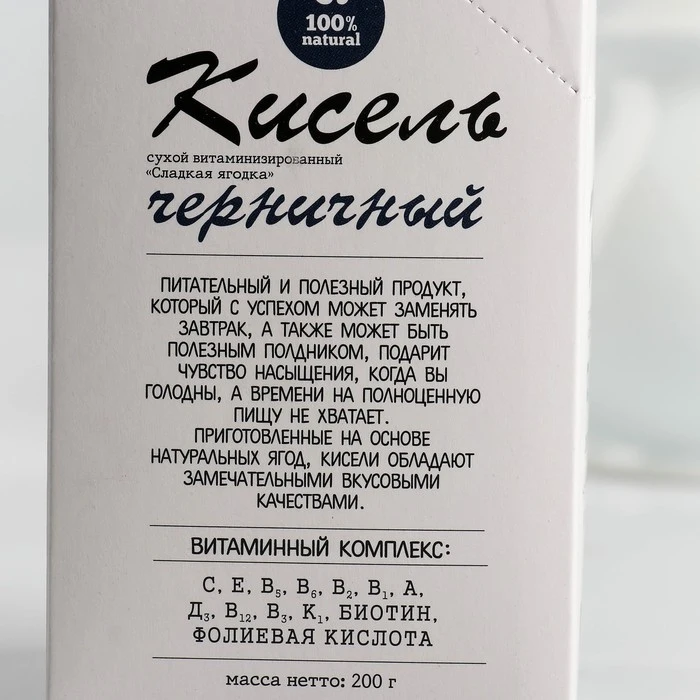 100%
natural
Кисель
сухой витаминизированный
«Сладкая ягодка»
черничный
ПИТАТЕЛЬНЫЙ И ПОЛЕЗНЫЙ ПРОДУКТ,
КОТОРЫЙ С УСПЕХОМ МОЖЕТ ЗАМЕНЯТЬ
ЗАВТРАК, А ТАКЖЕ МОЖЕТ БЫТЬ
ПОЛЕЗНЫМ ПОЛДНИКОМ, ПОДАРИТ
ЧУВСТВО НАСЫЩЕНИЯ, КОГДА ВЫ
ГОЛОДНЫ, А ВРЕМЕНИ НА ПОЛНОЦЕННУЮ
ПИЩУ НЕ ХВАТАЕТ.
ПРИГОТОВЛЕННЫЕ НА ОСНОВЕ
НАТУРАЛЬНЫХ ЯГОД, КИСЕЛИ ОБЛАДАЮТ
ЗАМЕЧАТЕЛЬНЫМИ ВКУСОВЫМИ
КАЧЕСТВАМИ.
ВИТАМИННЫЙ КОМПЛЕКС:
С, Е, В₅, В₆, В₂, В₁, А,
Д₃, В₁₂, В₃, К₁, БИОТИН,
ФОЛИЕВАЯ КИСЛОТА
масса нетто: 200 г